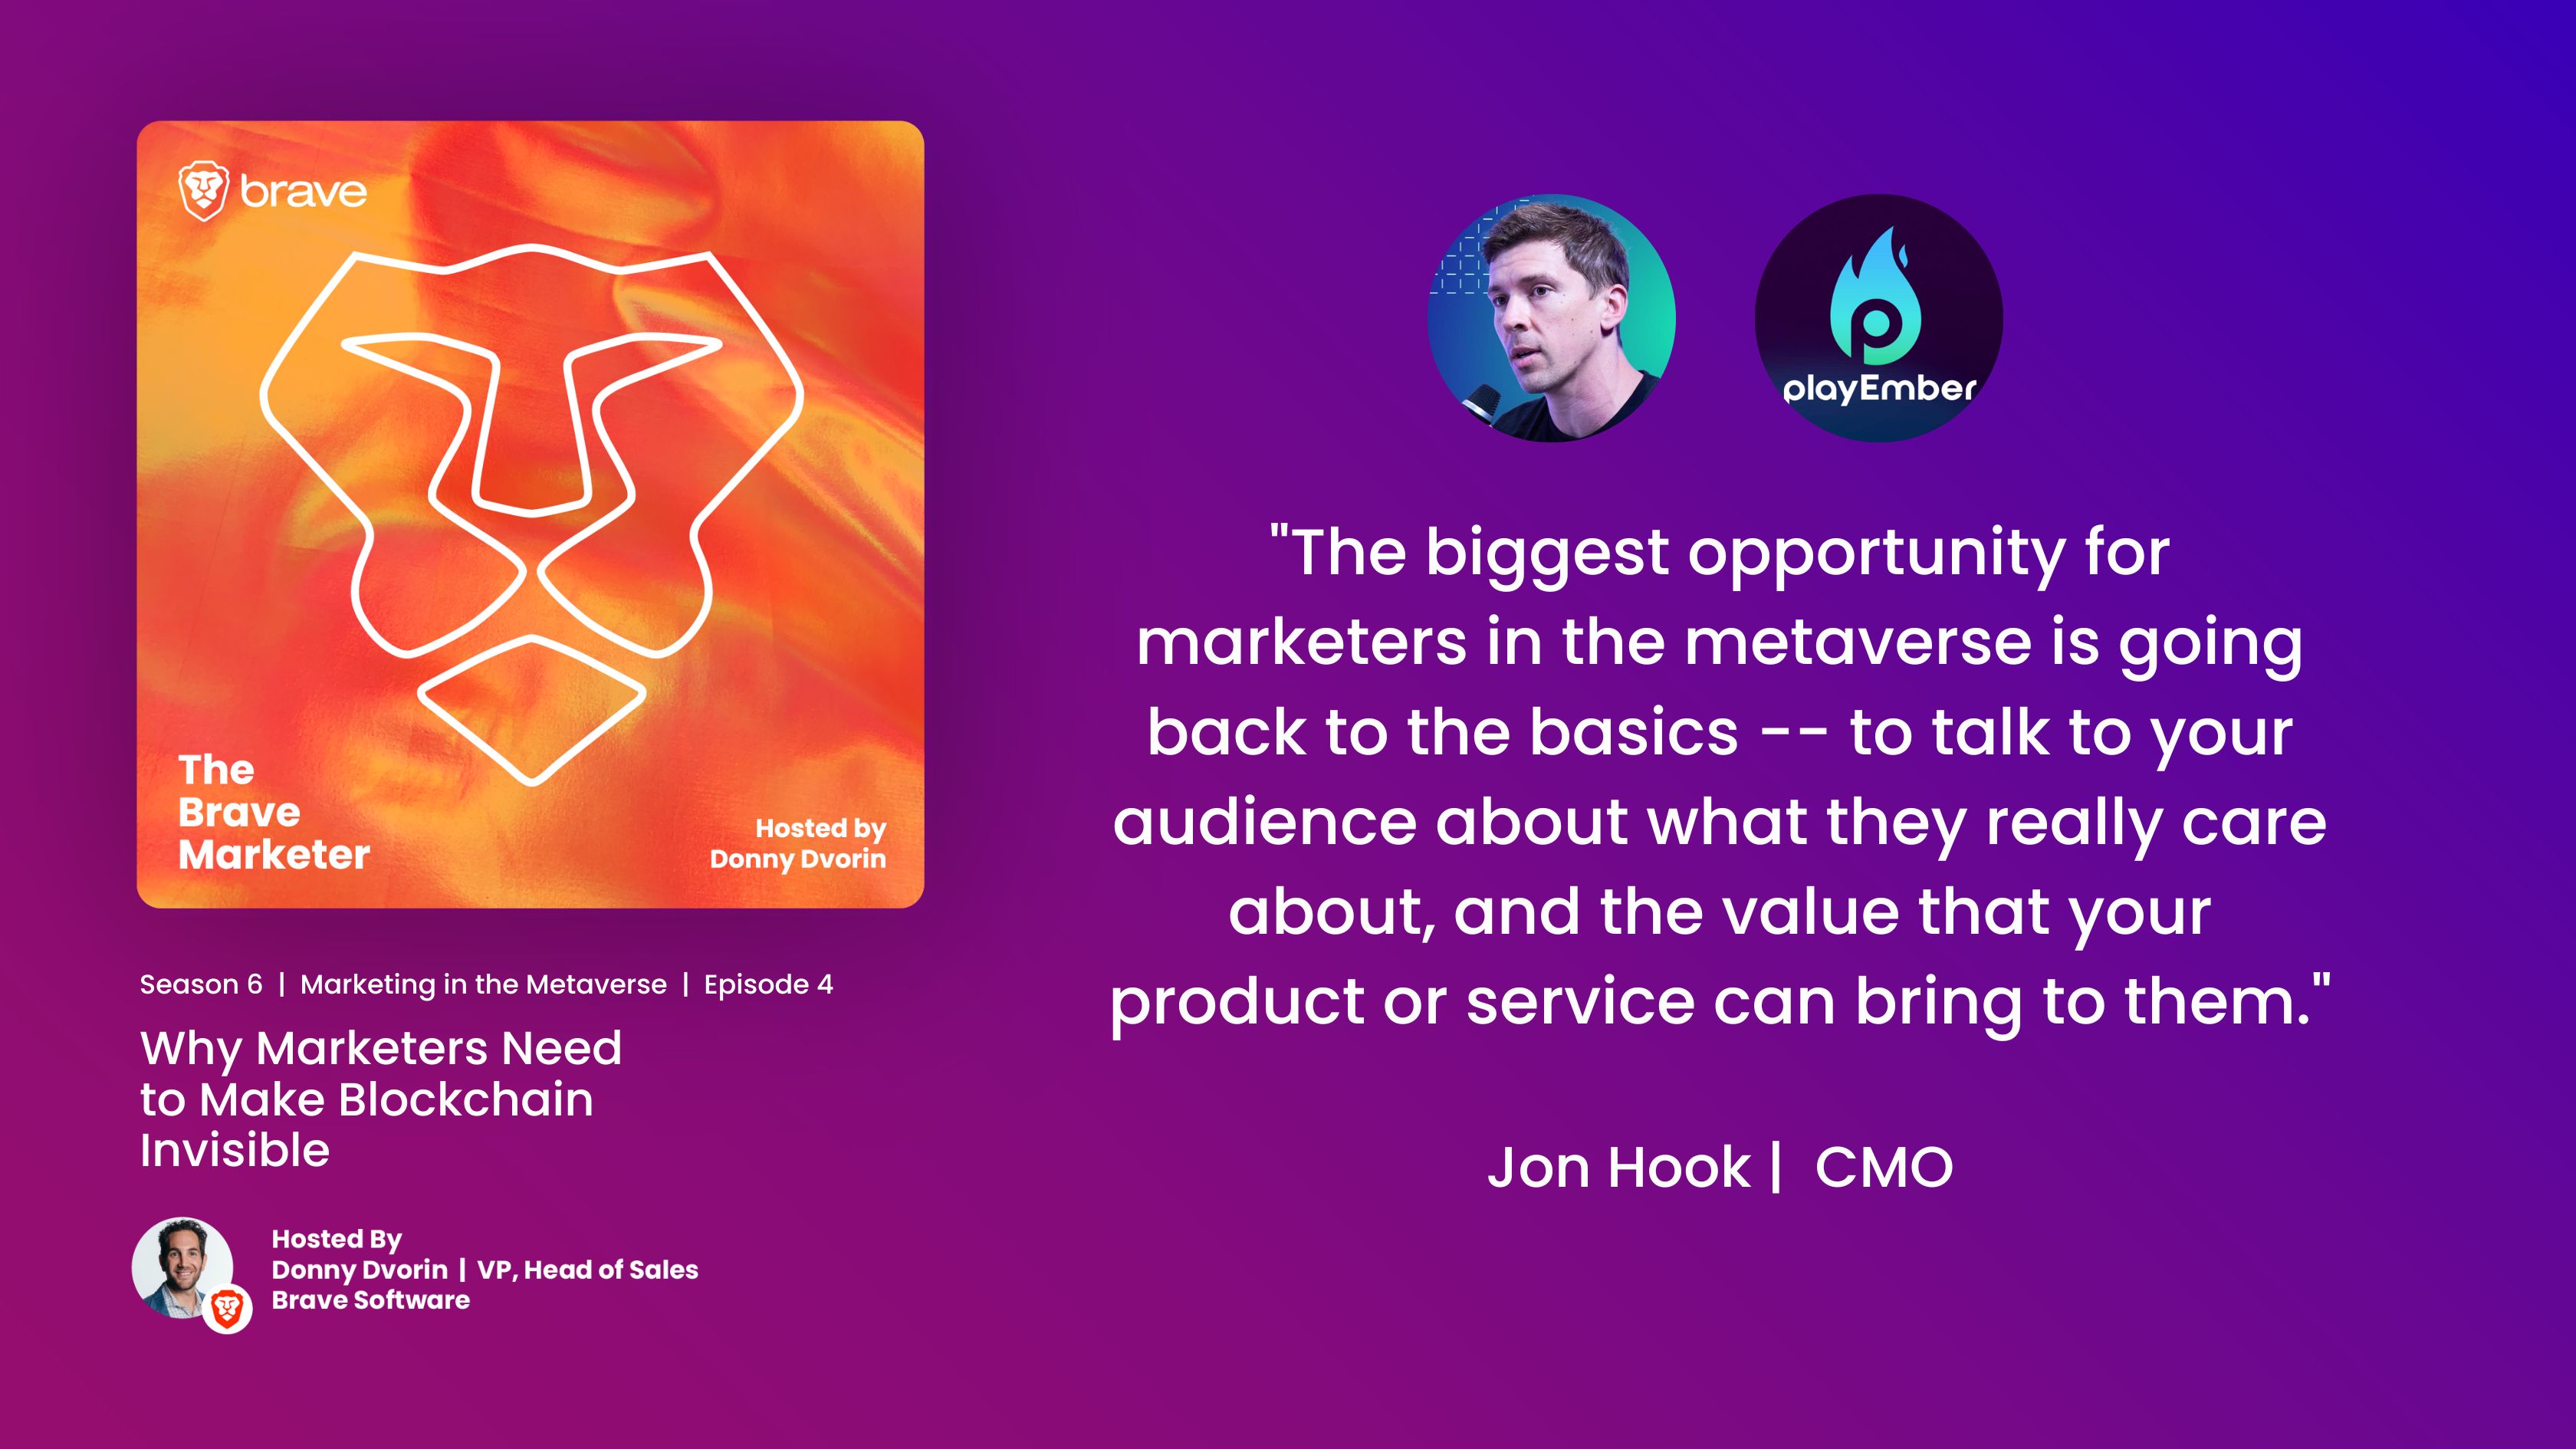 brave
The
Brave
Marketer
Hosted by
Donny Dvorin
Season 6 | Marketing in the Metaverse | Episode 4
Why Marketers Need
to Make Blockchain
Invisible
Hosted By
Donny Dvorin | VP, Head of Sales
Brave Software
playEmber
"The biggest opportunity for
marketers in the metaverse is going
back to the basics -- to talk to your
audience about what they really care
about, and the value that your
product or service can bring to them."
Jon Hook | CMO